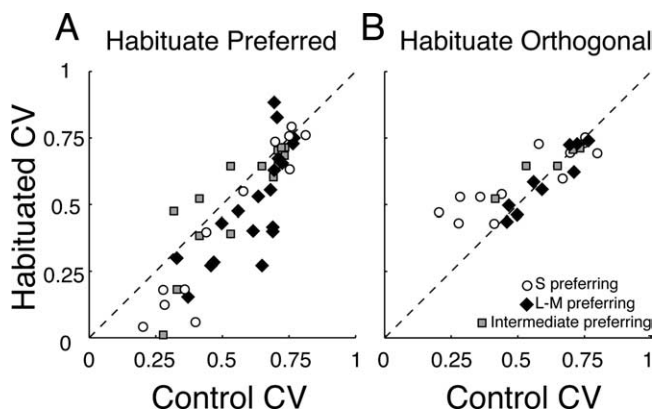 A Habituate Preferred
B Habituate Orthogonal
Habituated CV
1
0.75
0.5
0.25
0
0 0.25 0.5 0.75 1
Control CV
0 0.25 0.5 0.75 1
Control CV
S preferring
L-M preferring
Intermediate preferring